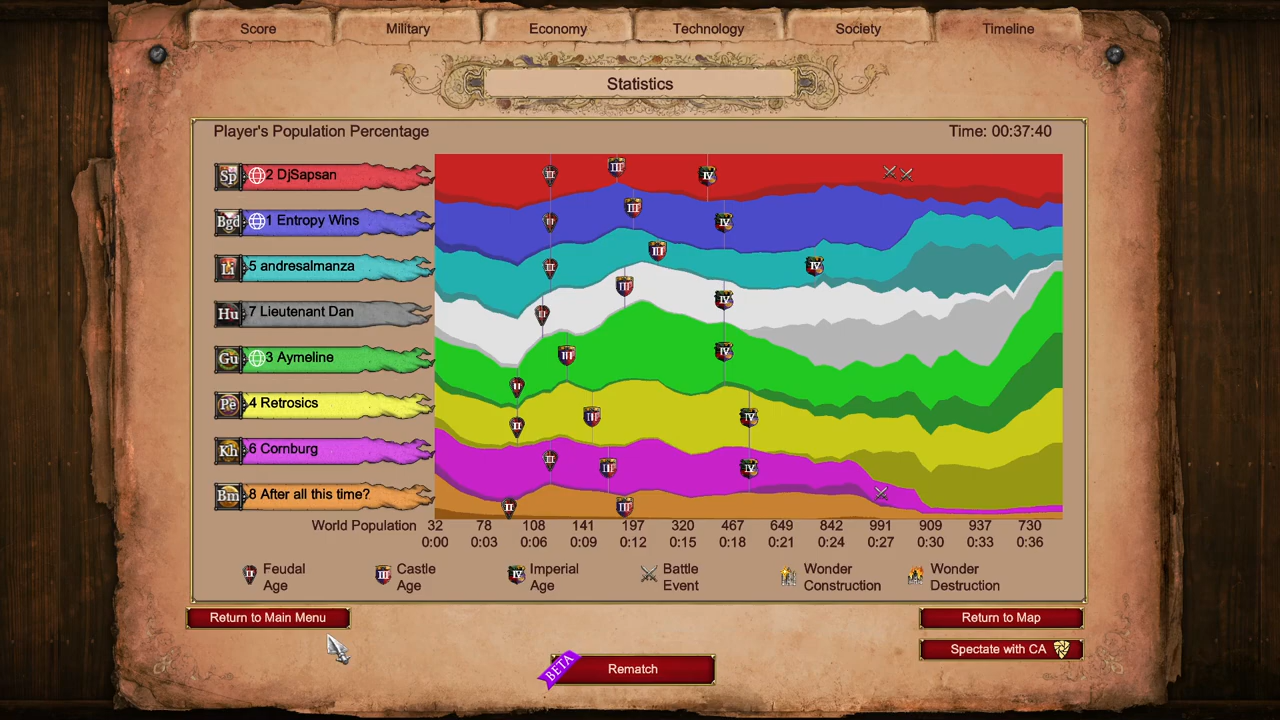 Score
Military
Economy
Technology
Society
Timeline
Statistics
Player's Population Percentage
Time: 00:37:40
Sp 2 DjSapsan
Bgd 1 Entropy Wins
Li 5 andresalmanza
Hu 7 Lieutenant Dan
Gu 3 Aymeline
Pe 4 Retrosics
Kh 6 Cornburg
Bm 8 After all this time?
World Population 32 78 108 141 197 320 467 649 842 991 909 937 730
0:00 0:03 0:06 0:09 0:12 0:15 0:18 0:21 0:24 0:27 0:30 0:33 0:36
II Feudal Age
III Castle Age
IV Imperial Age
Battle Event
Wonder Construction
Wonder Destruction
Return to Main Menu
Return to Map
Spectate with CA
BETA
Rematch